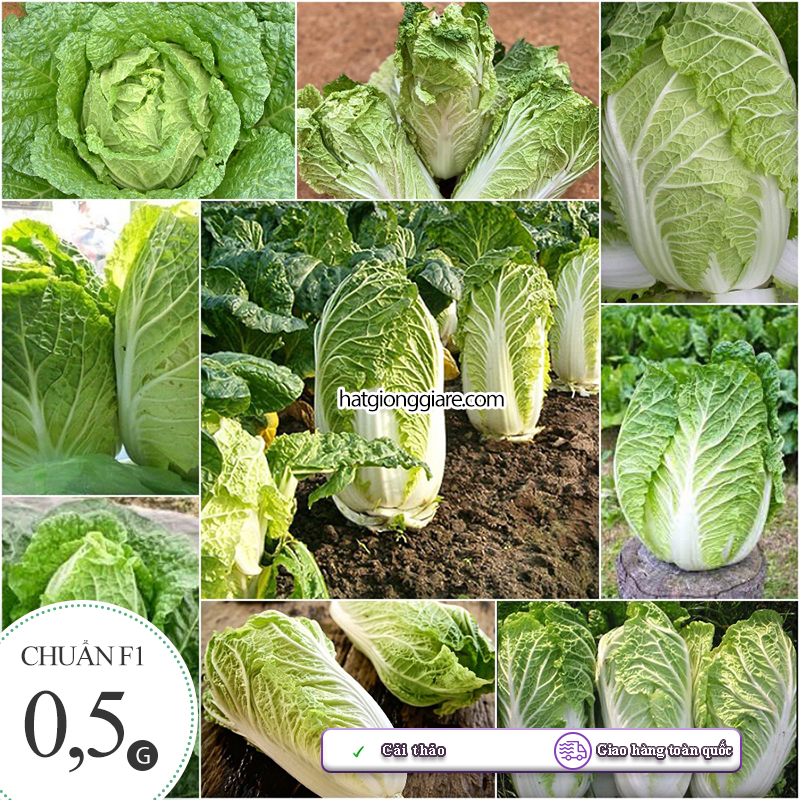 hatgionggiare.com
CHUẨN F1
0,5 G
✓ Cải thảo
Giao hàng toàn quốc